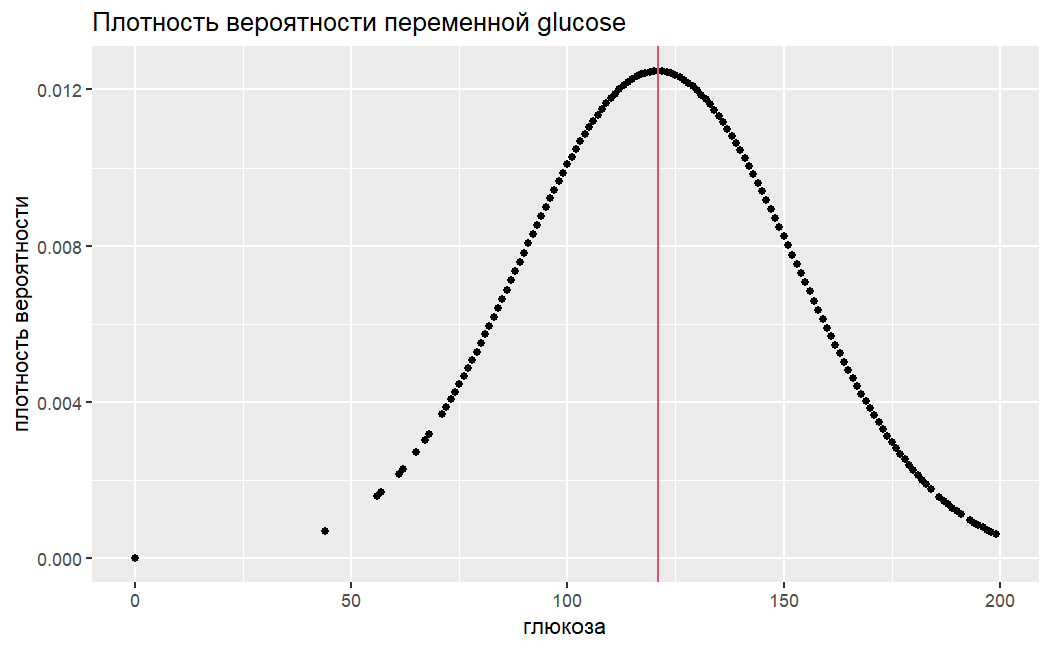 Плотность вероятности переменной glucose
плотность вероятности
0.012
0.008
0.004
0.000
0 50 100 150 200
глюкоза